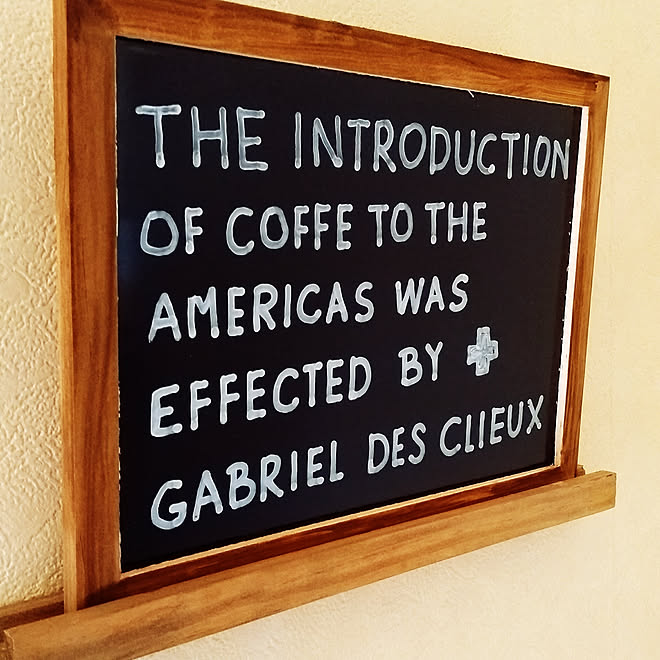 THE INTRODUCTION
OF COFFE TO THE
AMERICAS WAS
EFFECTED BY
GABRIEL DES CLIEUX